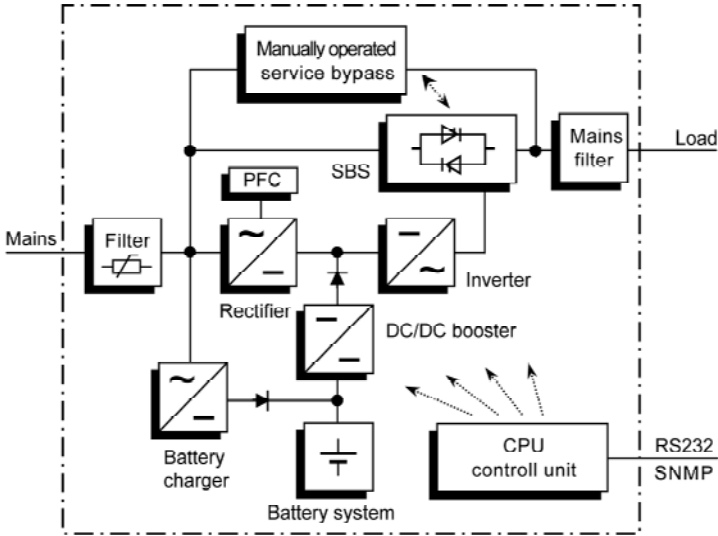 Manually operated
service bypass
Mains
filter
Load
SBS
PFC
Mains
Filter
Rectifier
Inverter
DC/DC booster
Battery
charger
Battery system
CPU
controll unit
RS232
SNMP